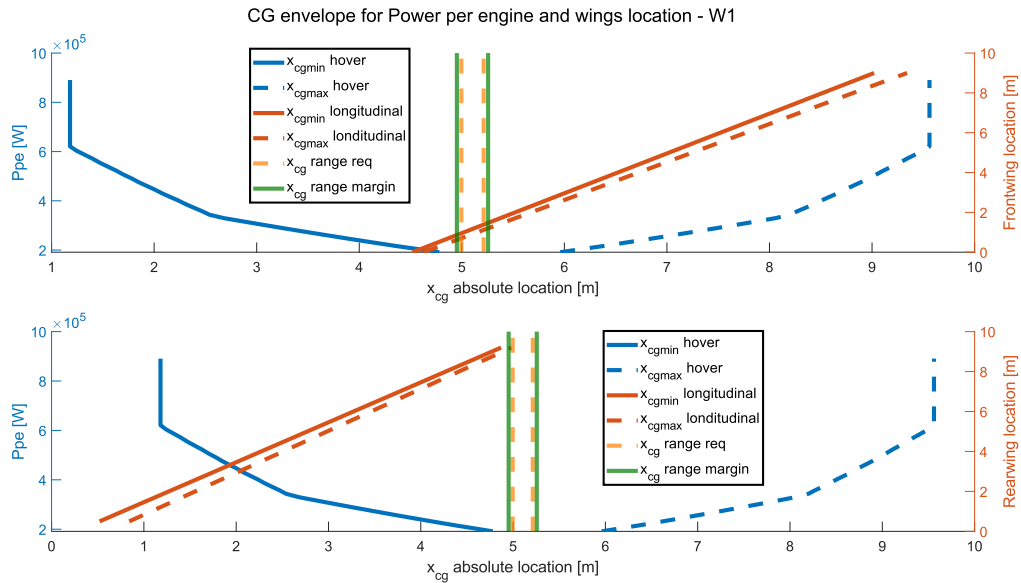 CG envelope for Power per engine and wings location - W1
×10⁵
10
8
6
4
2
Ppe [W]
x_cgmin hover
x_cgmax hover
x_cgmin longitudinal
x_cgmax londitudinal
x_cg range req
x_cg range margin
10
8
6
4
2
0
Frontwing location [m]
1 2 3 4 5 6 7 8 9 10
x_cg absolute location [m]
×10⁵
10
8
6
4
2
Ppe [W]
x_cgmin hover
x_cgmax hover
x_cgmin longitudinal
x_cgmax londitudinal
x_cg range req
x_cg range margin
10
8
6
4
2
0
Rearwing location [m]
0 1 2 3 4 5 6 7 8 9 10
x_cg absolute location [m]